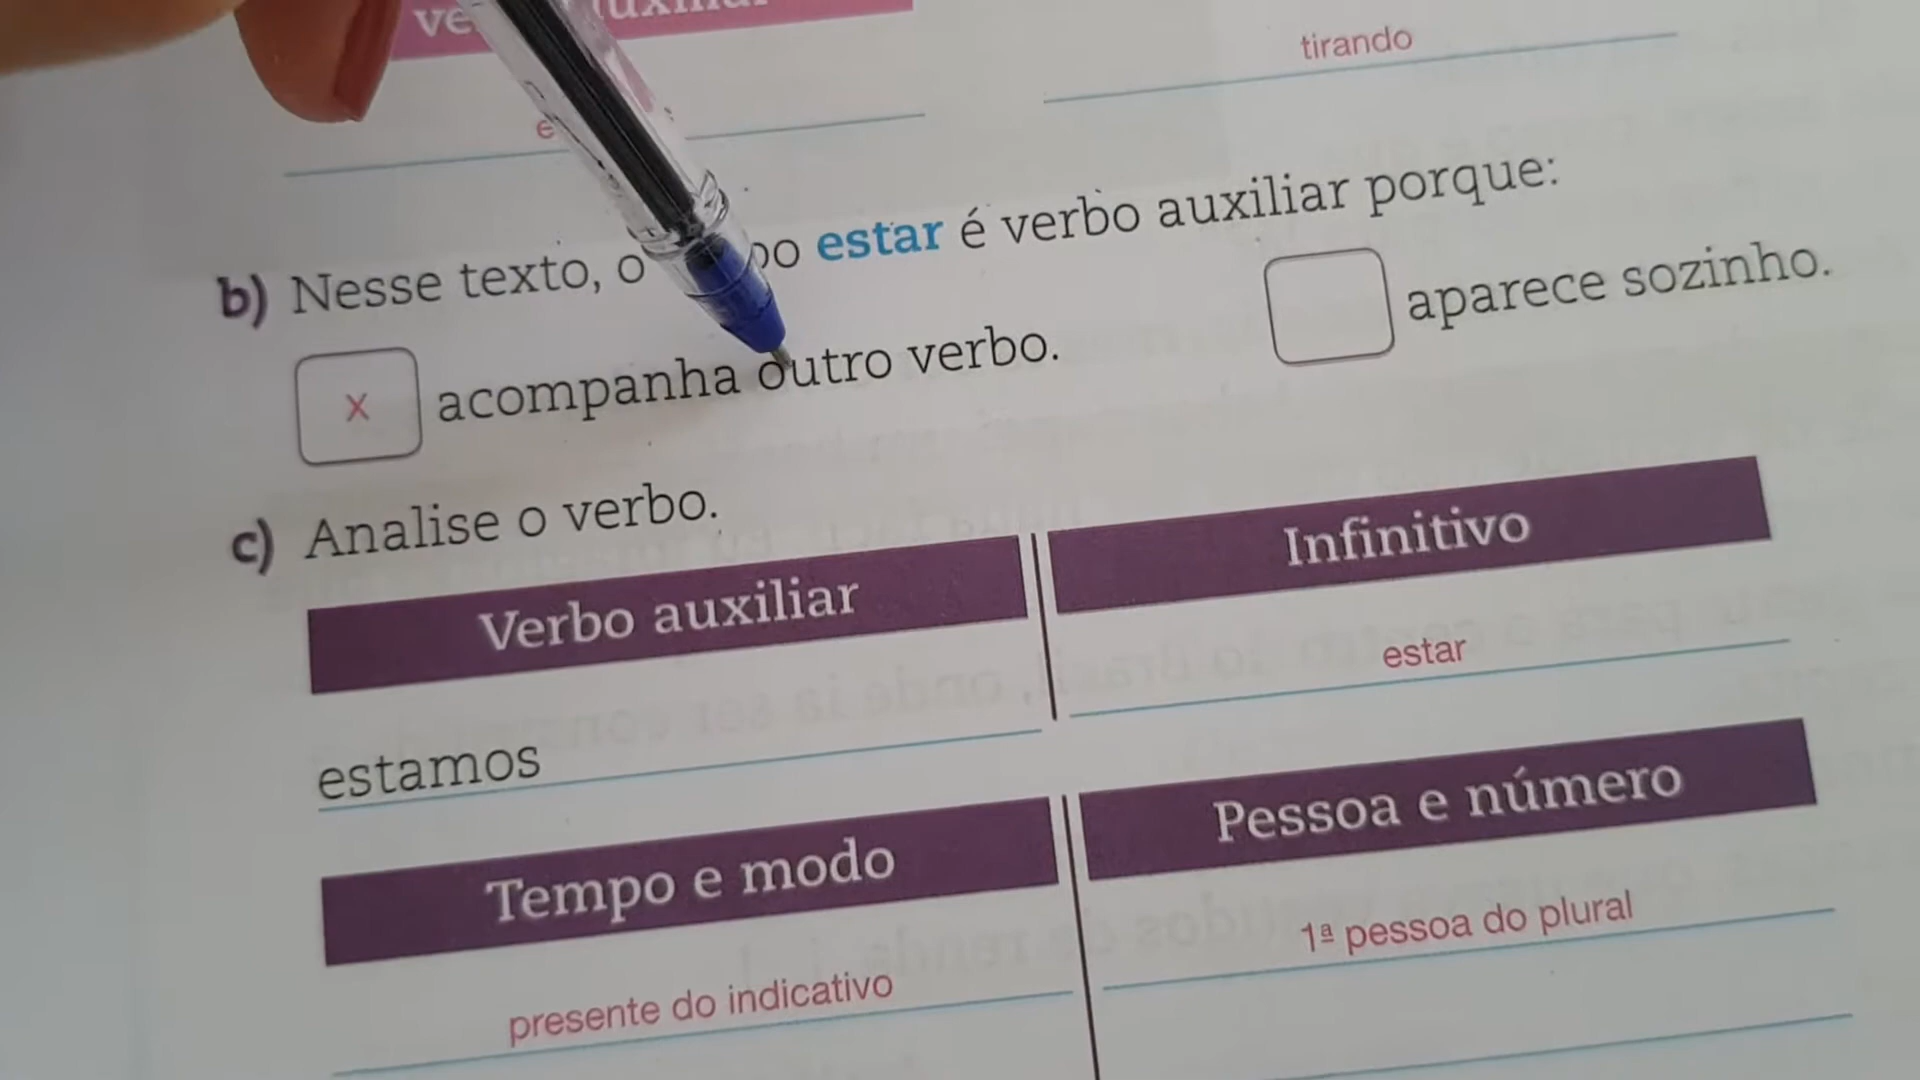 tirando
b) Nesse texto, o estar é verbo auxiliar porque:
x acompanha outro verbo.
aparece sozinho.
c) Analise o verbo.
Verbo auxiliar
Infinitivo
estamos
estar
Tempo e modo
Pessoa e número
presente do indicativo
1ª pessoa do plural